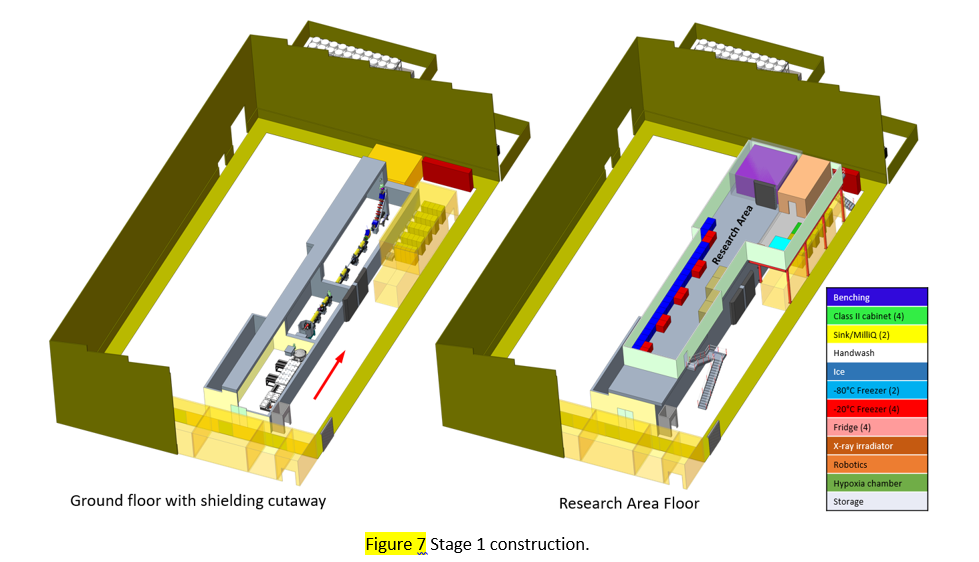 Research Area
Benching
Class II cabinet (4)
Sink/MilliQ (2)
Handwash
Ice
-80°C Freezer (2)
-20°C Freezer (4)
Fridge (4)
X-ray irradiator
Robotics
Hypoxia chamber
Storage
Ground floor with shielding cutaway
Research Area Floor
Figure 7 Stage 1 construction.